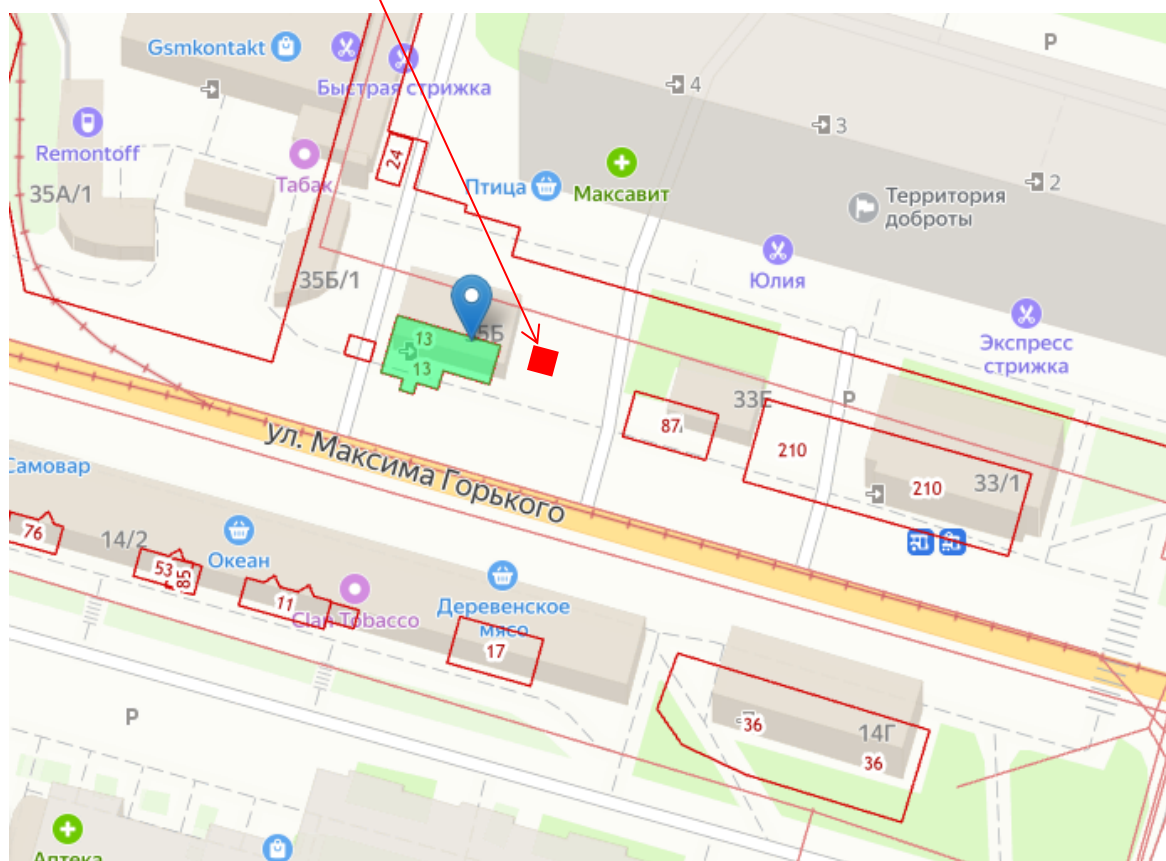 Gsmkontakt
P
Быстрая стрижка
4
3
Remontoff
24
Табак
Птица
Максавит
2
35А/1
Территория
доброты
35Б/1
Юлия
13
5Б
13
Экспресс
стрижка
33Е
P
87
210
ул. Максима Горького
Самовар
210
33/1
76
14/2
Океан
53
85
11
Clan Tobacco
Деревенское
мясо
17
P
36
14Г
36
Аптека